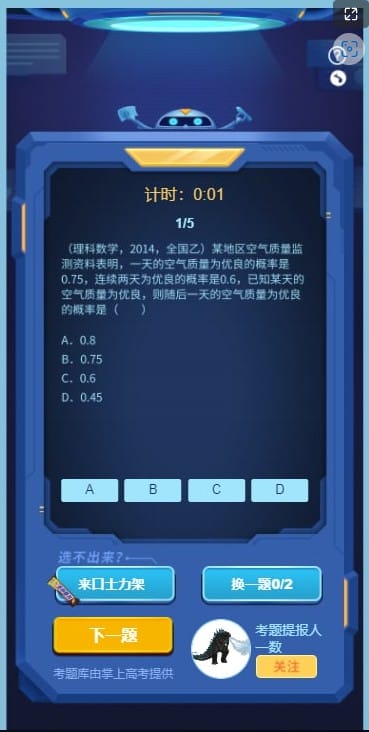 计时：0:01
1/5
（理科数学，2014，全国乙）某地区空气质量监
测资料表明，一天的空气质量为优良的概率是
0.75，连续两天为优良的概率是0.6，已知某天的
空气质量为优良，则随后一天的空气质量为优良
的概率是（　　）
A. 0.8
B. 0.75
C. 0.6
D. 0.45
A B C D
选不出来?
来口士力架 换一题0/2
下一题
考题提报人
一数
关注
考题库由掌上高考提供